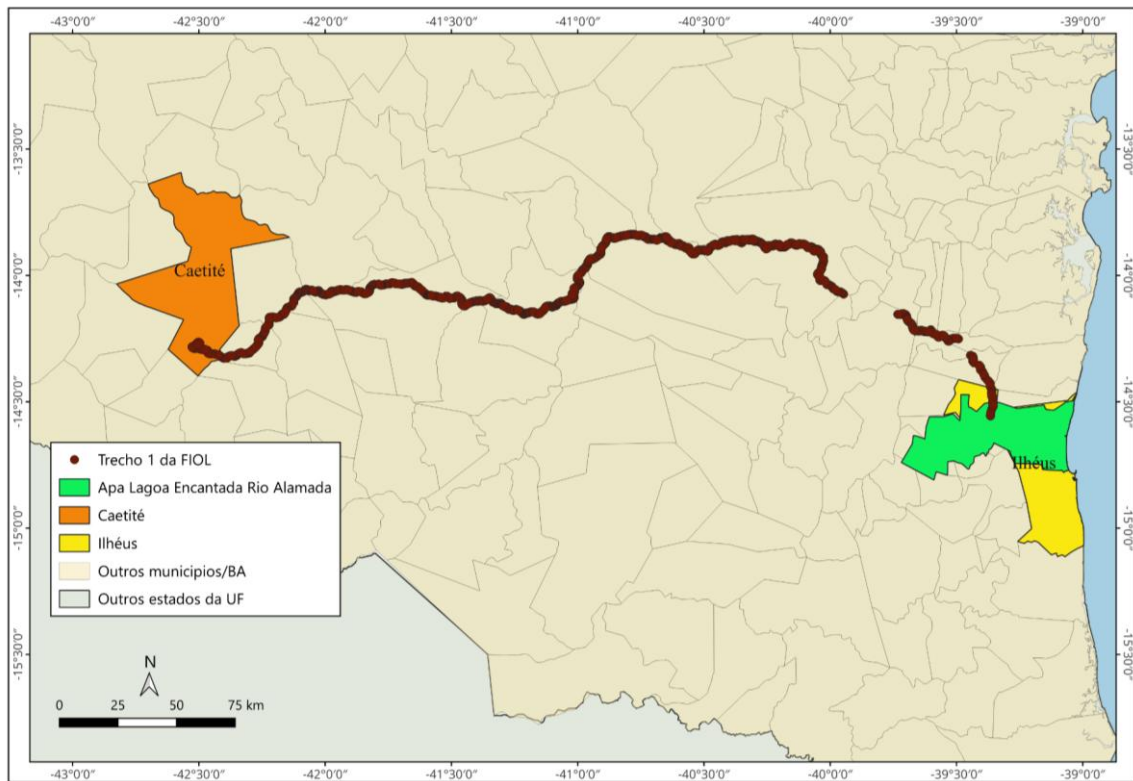 -43°0'0" -42°30'0" -42°0'0" -41°30'0" -41°0'0" -40°30'0" -40°0'0" -39°30'0" -39°0'0"
-13°30'0" -13°30'0"
Caetité
-14°0'0" -14°0'0"
-14°30'0" -14°30'0"
Ilhéus
Trecho 1 da FIOL
Apa Lagoa Encantada Rio Alamada
Caetité
Ilhéus
Outros municipios/BA
Outros estados da UF
-15°0'0" -15°0'0"
-15°30'0" -15°30'0"
N
0 25 50 75 km
-43°0'0" -42°30'0" -42°0'0" -41°30'0" -41°0'0" -40°30'0" -40°0'0" -39°30'0" -39°0'0"